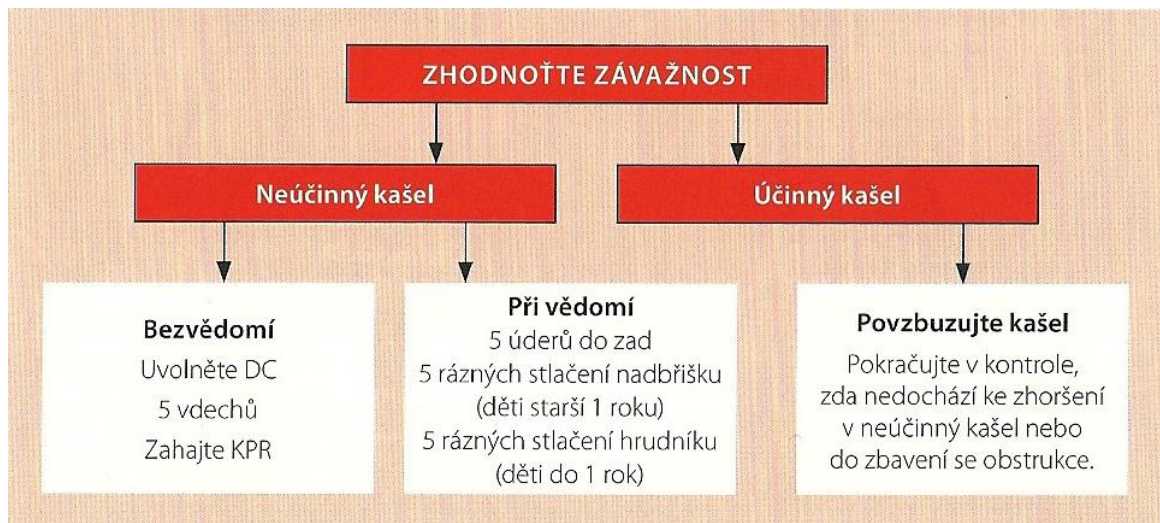 ZHODNOŤTE ZÁVAŽNOST
Neúčinný kašel
Účinný kašel
Bezvědomí
Uvolněte DC
5 vdechů
Zahajte KPR
Při vědomí
5 úderů do zad
5 rázných stlačení nadbřišku
(děti starší 1 roku)
5 rázných stlačení hrudníku
(děti do 1 rok)
Povzbuzujte kašel
Pokračujte v kontrole,
zda nedochází ke zhoršení
v neúčinný kašel nebo
do zbavení se obstrukce.